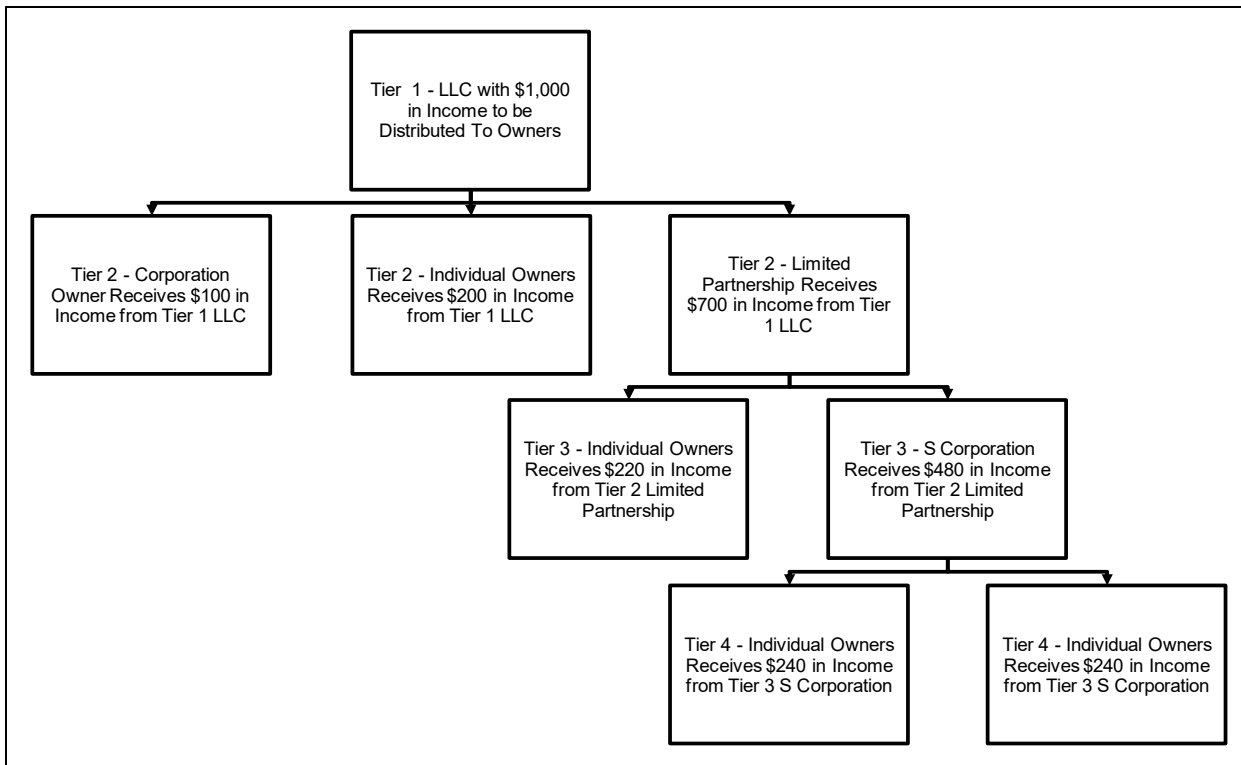 Tier  1 - LLC with $1,000
in Income to be
Distributed To Owners
Tier 2 - Corporation
Owner Receives $100 in
Income from Tier 1 LLC
Tier 2 - Individual Owners
Receives $200 in Income
from Tier 1 LLC
Tier 2 - Limited
Partnership Receives
$700 in Income from Tier
1 LLC
Tier 3 - Individual Owners
Receives $220 in Income
from Tier 2 Limited
Partnership
Tier 3 - S Corporation
Receives $480 in Income
from Tier 2 Limited
Partnership
Tier 4 - Individual Owners
Receives $240 in Income
from Tier 3 S Corporation
Tier 4 - Individual Owners
Receives $240 in Income
from Tier 3 S Corporation